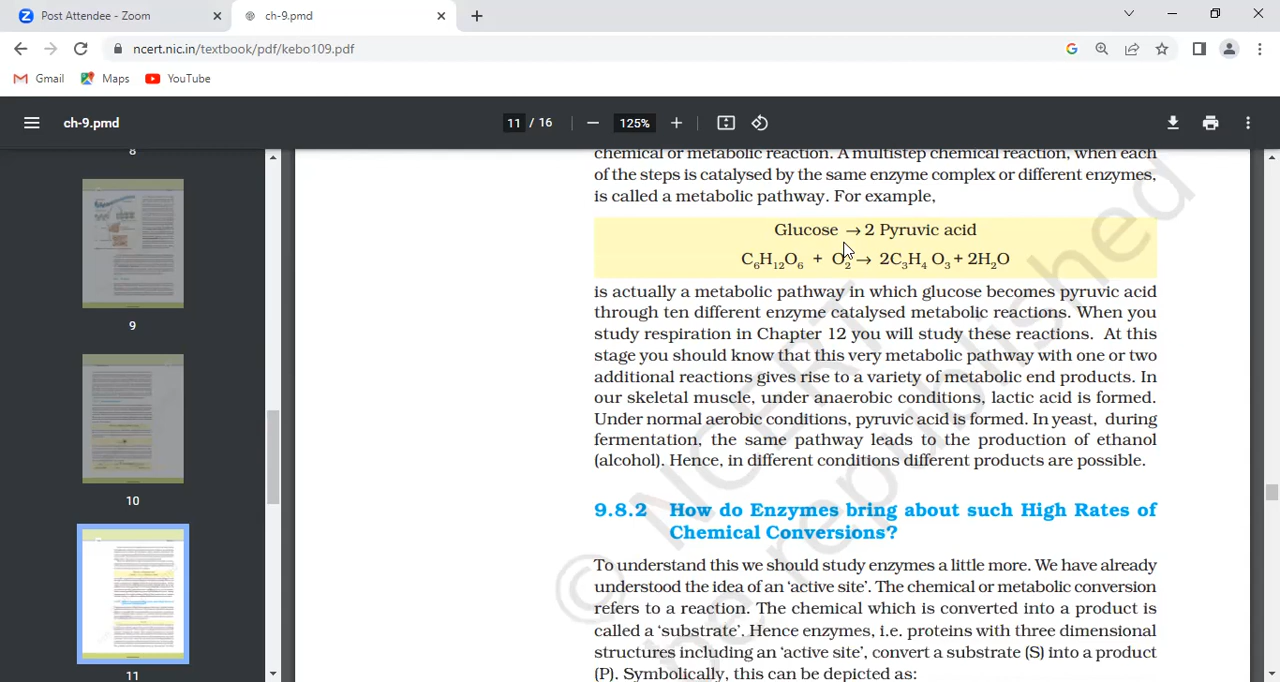 Post Attendee - Zoom
ch-9.pmd
ncert.nic.in/textbook/pdf/kebo109.pdf
Gmail Maps YouTube
ch-9.pmd 11 / 16 125%
8
9
10
11
chemical or metabolic reaction. A multistep chemical reaction, when each
of the steps is catalysed by the same enzyme complex or different enzymes,
is called a metabolic pathway. For example,
Glucose → 2 Pyruvic acid
C₆H₁₂O₆ + O₂ → 2C₃H₄ O₃ + 2H₂O
is actually a metabolic pathway in which glucose becomes pyruvic acid
through ten different enzyme catalysed metabolic reactions. When you
study respiration in Chapter 12 you will study these reactions. At this
stage you should know that this very metabolic pathway with one or two
additional reactions gives rise to a variety of metabolic end products. In
our skeletal muscle, under anaerobic conditions, lactic acid is formed.
Under normal aerobic conditions, pyruvic acid is formed. In yeast, during
fermentation, the same pathway leads to the production of ethanol
(alcohol). Hence, in different conditions different products are possible.
9.8.2 How do Enzymes bring about such High Rates of
Chemical Conversions?
To understand this we should study enzymes a little more. We have already
understood the idea of an ‘active site’. The chemical or metabolic conversion
refers to a reaction. The chemical which is converted into a product is
called a ‘substrate’. Hence enzymes, i.e. proteins with three dimensional
structures including an ‘active site’, convert a substrate (S) into a product
(P). Symbolically, this can be depicted as:
NCERT
republished